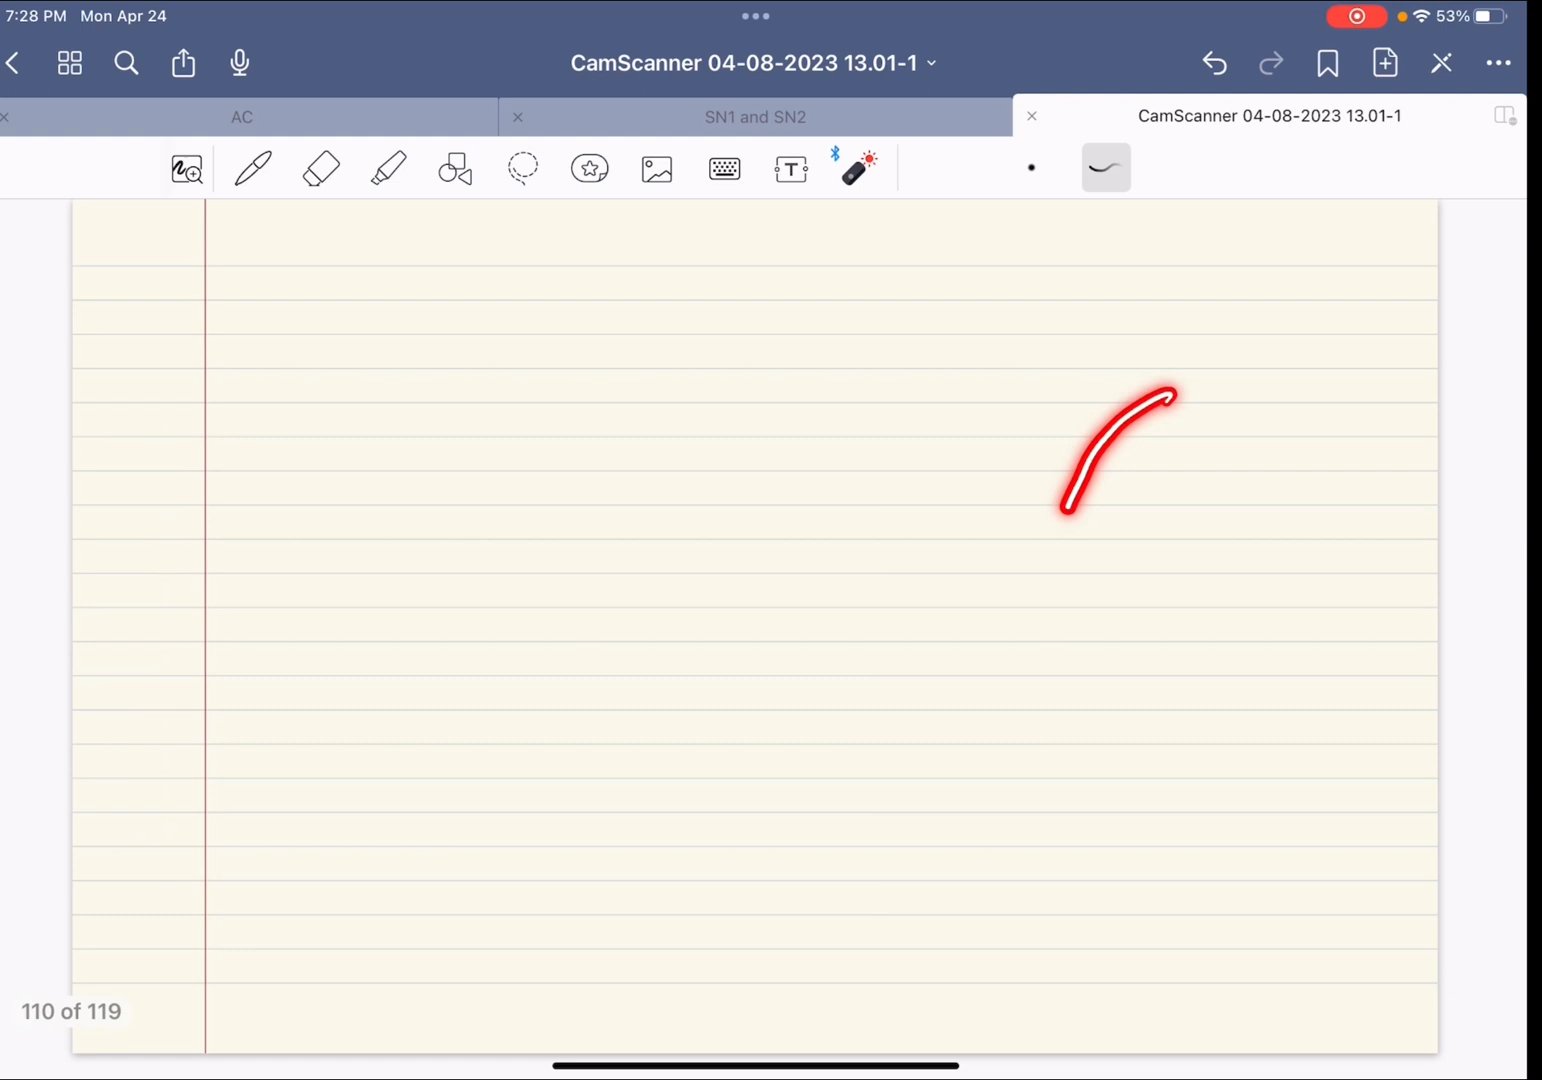 7:28 PM Mon Apr 24
53%
CamScanner 04-08-2023 13.01-1
AC
SN1 and SN2
CamScanner 04-08-2023 13.01-1
T
110 of 119